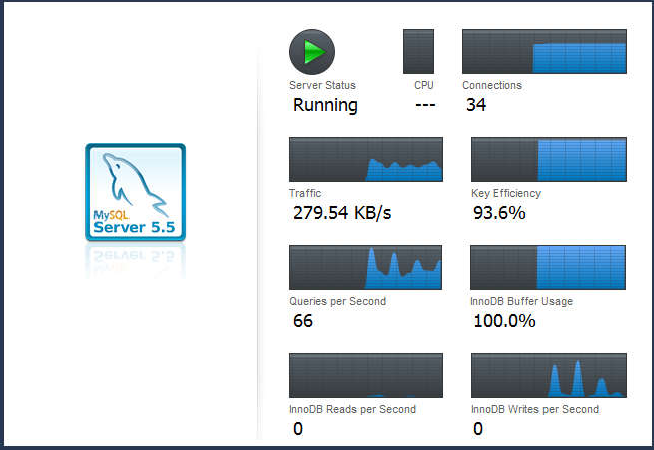 MySQL
Server 5.5
Server Status
Running
CPU
---
Connections
34
Traffic
279.54 KB/s
Key Efficiency
93.6%
Queries per Second
66
InnoDB Buffer Usage
100.0%
InnoDB Reads per Second
0
InnoDB Writes per Second
0